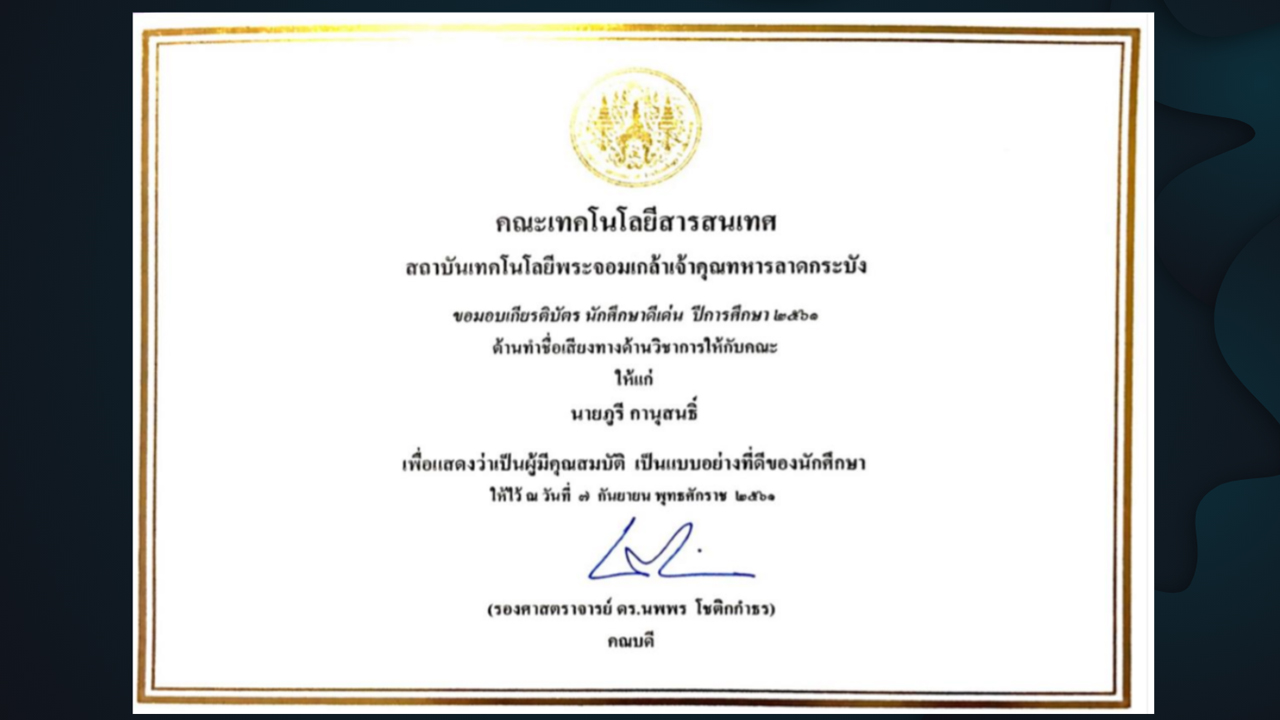 คณะเทคโนโลยีสารสนเทศ
สถาบันเทคโนโลยีพระจอมเกล้าเจ้าคุณทหารลาดกระบัง
ขอมอบเกียรติบัตร นักศึกษาดีเด่น ปีการศึกษา ๒๕๖๑
ด้านทำชื่อเสียงทางด้านวิชาการให้กับคณะ
ให้แก่
นายภูรี กานุสนธิ์
เพื่อแสดงว่าเป็นผู้มีคุณสมบัติ เป็นแบบอย่างที่ดีของนักศึกษา
ให้ไว้ ณ วันที่ ๗ กันยายน พุทธศักราช ๒๕๖๑
(รองศาสตราจารย์ ดร.นพพร โชติกกำธร)
คณบดี